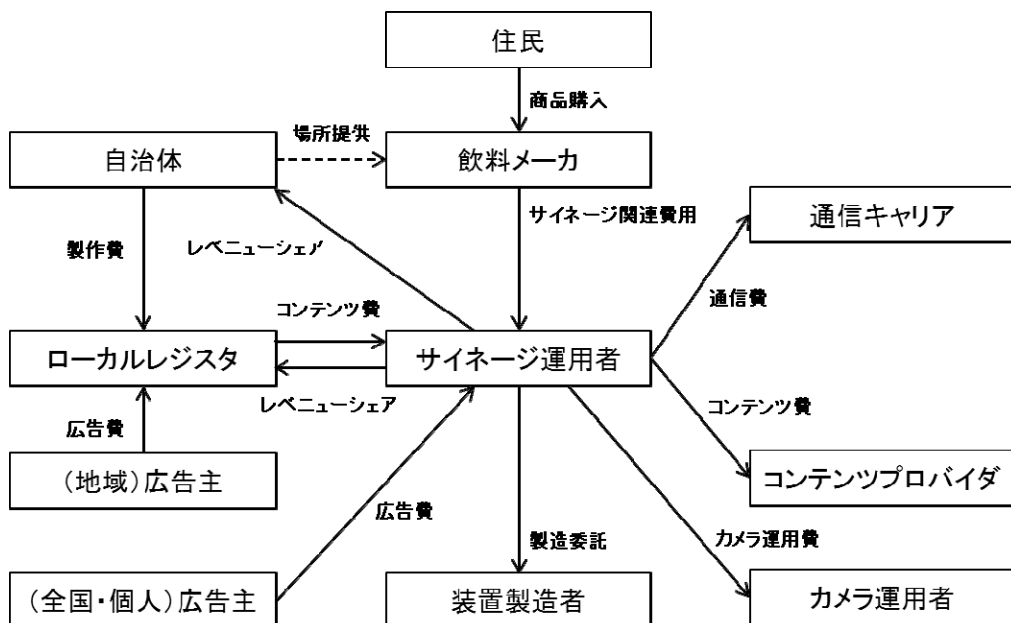 住民
商品購入
自治体
場所提供
飲料メーカ
サイネージ関連費用
通信キャリア
製作費
レベニューシェア
通信費
コンテンツ費
ローカルレジスタ
サイネージ運用者
レベニューシェア
コンテンツ費
広告費
(地域)広告主
コンテンツプロバイダ
広告費
製造委託
カメラ運用費
(全国・個人)広告主
装置製造者
カメラ運用者